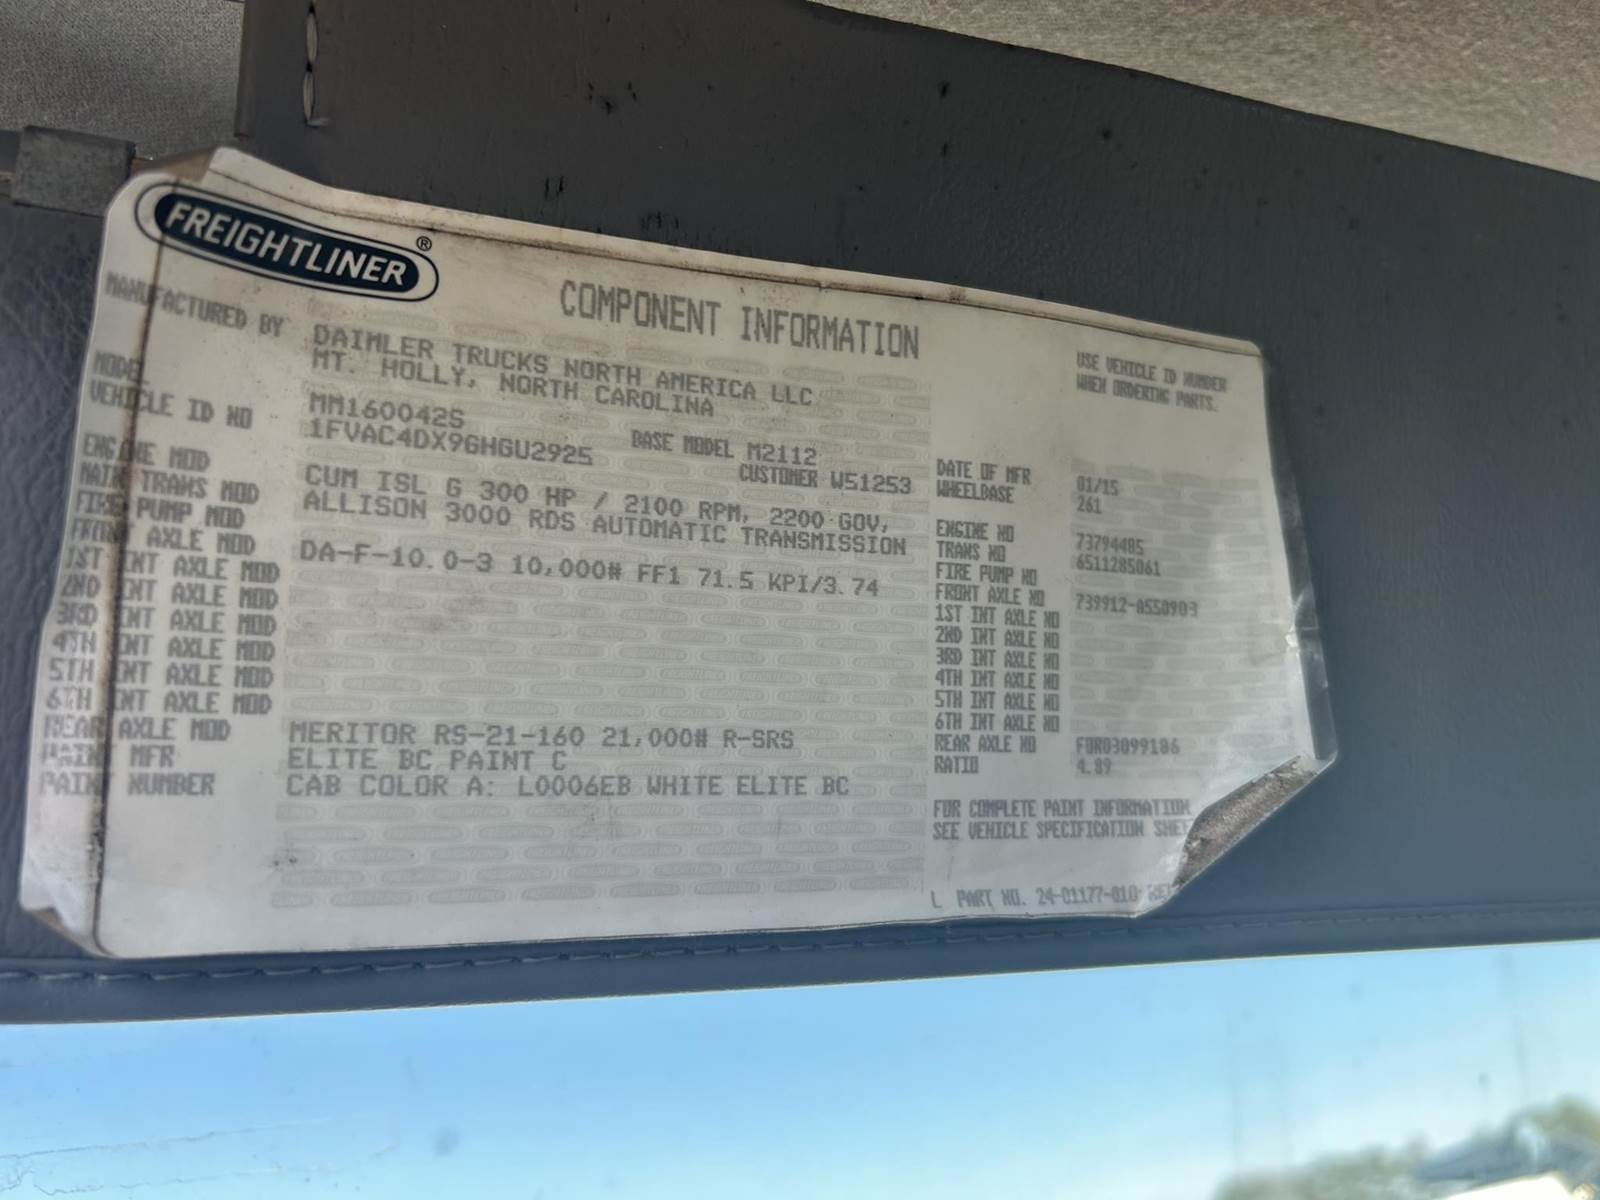 FREIGHTLINER®
COMPONENT INFORMATION
MANUFACTURED BY DAIMLER TRUCKS NORTH AMERICA LLC
MT. HOLLY, NORTH CAROLINA
USE VEHICLE ID NUMBER
WHEN ORDERING PARTS.
MODEL MM160042S BASE MODEL M2112
VEHICLE ID NO 1FVAC4DX9GHGU2925 CUSTOMER W51253
DATE OF MFR 01/15
WHEELBASE 261
ENGINE MOD CUM ISL G 300 HP / 2100 RPM, 2200 GOV,
ENGINE NO 73794485
MAIN TRANS MOD ALLISON 3000 RDS AUTOMATIC TRANSMISSION
TRANS NO 6511285061
FIRE PUMP MOD
FIRE PUMP NO
FRONT AXLE MOD DA-F-10.0-3 10,000# FF1 71.5 KPI/3.74
FRONT AXLE NO 739912-A550903
1ST INT AXLE MOD
1ST INT AXLE NO
2ND INT AXLE MOD
2ND INT AXLE NO
3RD INT AXLE MOD
3RD INT AXLE NO
4TH INT AXLE MOD
4TH INT AXLE NO
5TH INT AXLE MOD
5TH INT AXLE NO
6TH INT AXLE MOD
6TH INT AXLE NO
REAR AXLE MOD MERITOR RS-21-160 21,000# R-SRS
REAR AXLE NO FOR03099186
PAINT MFR ELITE BC PAINT C
RATIO 4.89
PAINT NUMBER CAB COLOR A: L0006EB WHITE ELITE BC
FOR COMPLETE PAINT INFORMATION
SEE VEHICLE SPECIFICATION SHEE
L PART NO. 24-01177-010